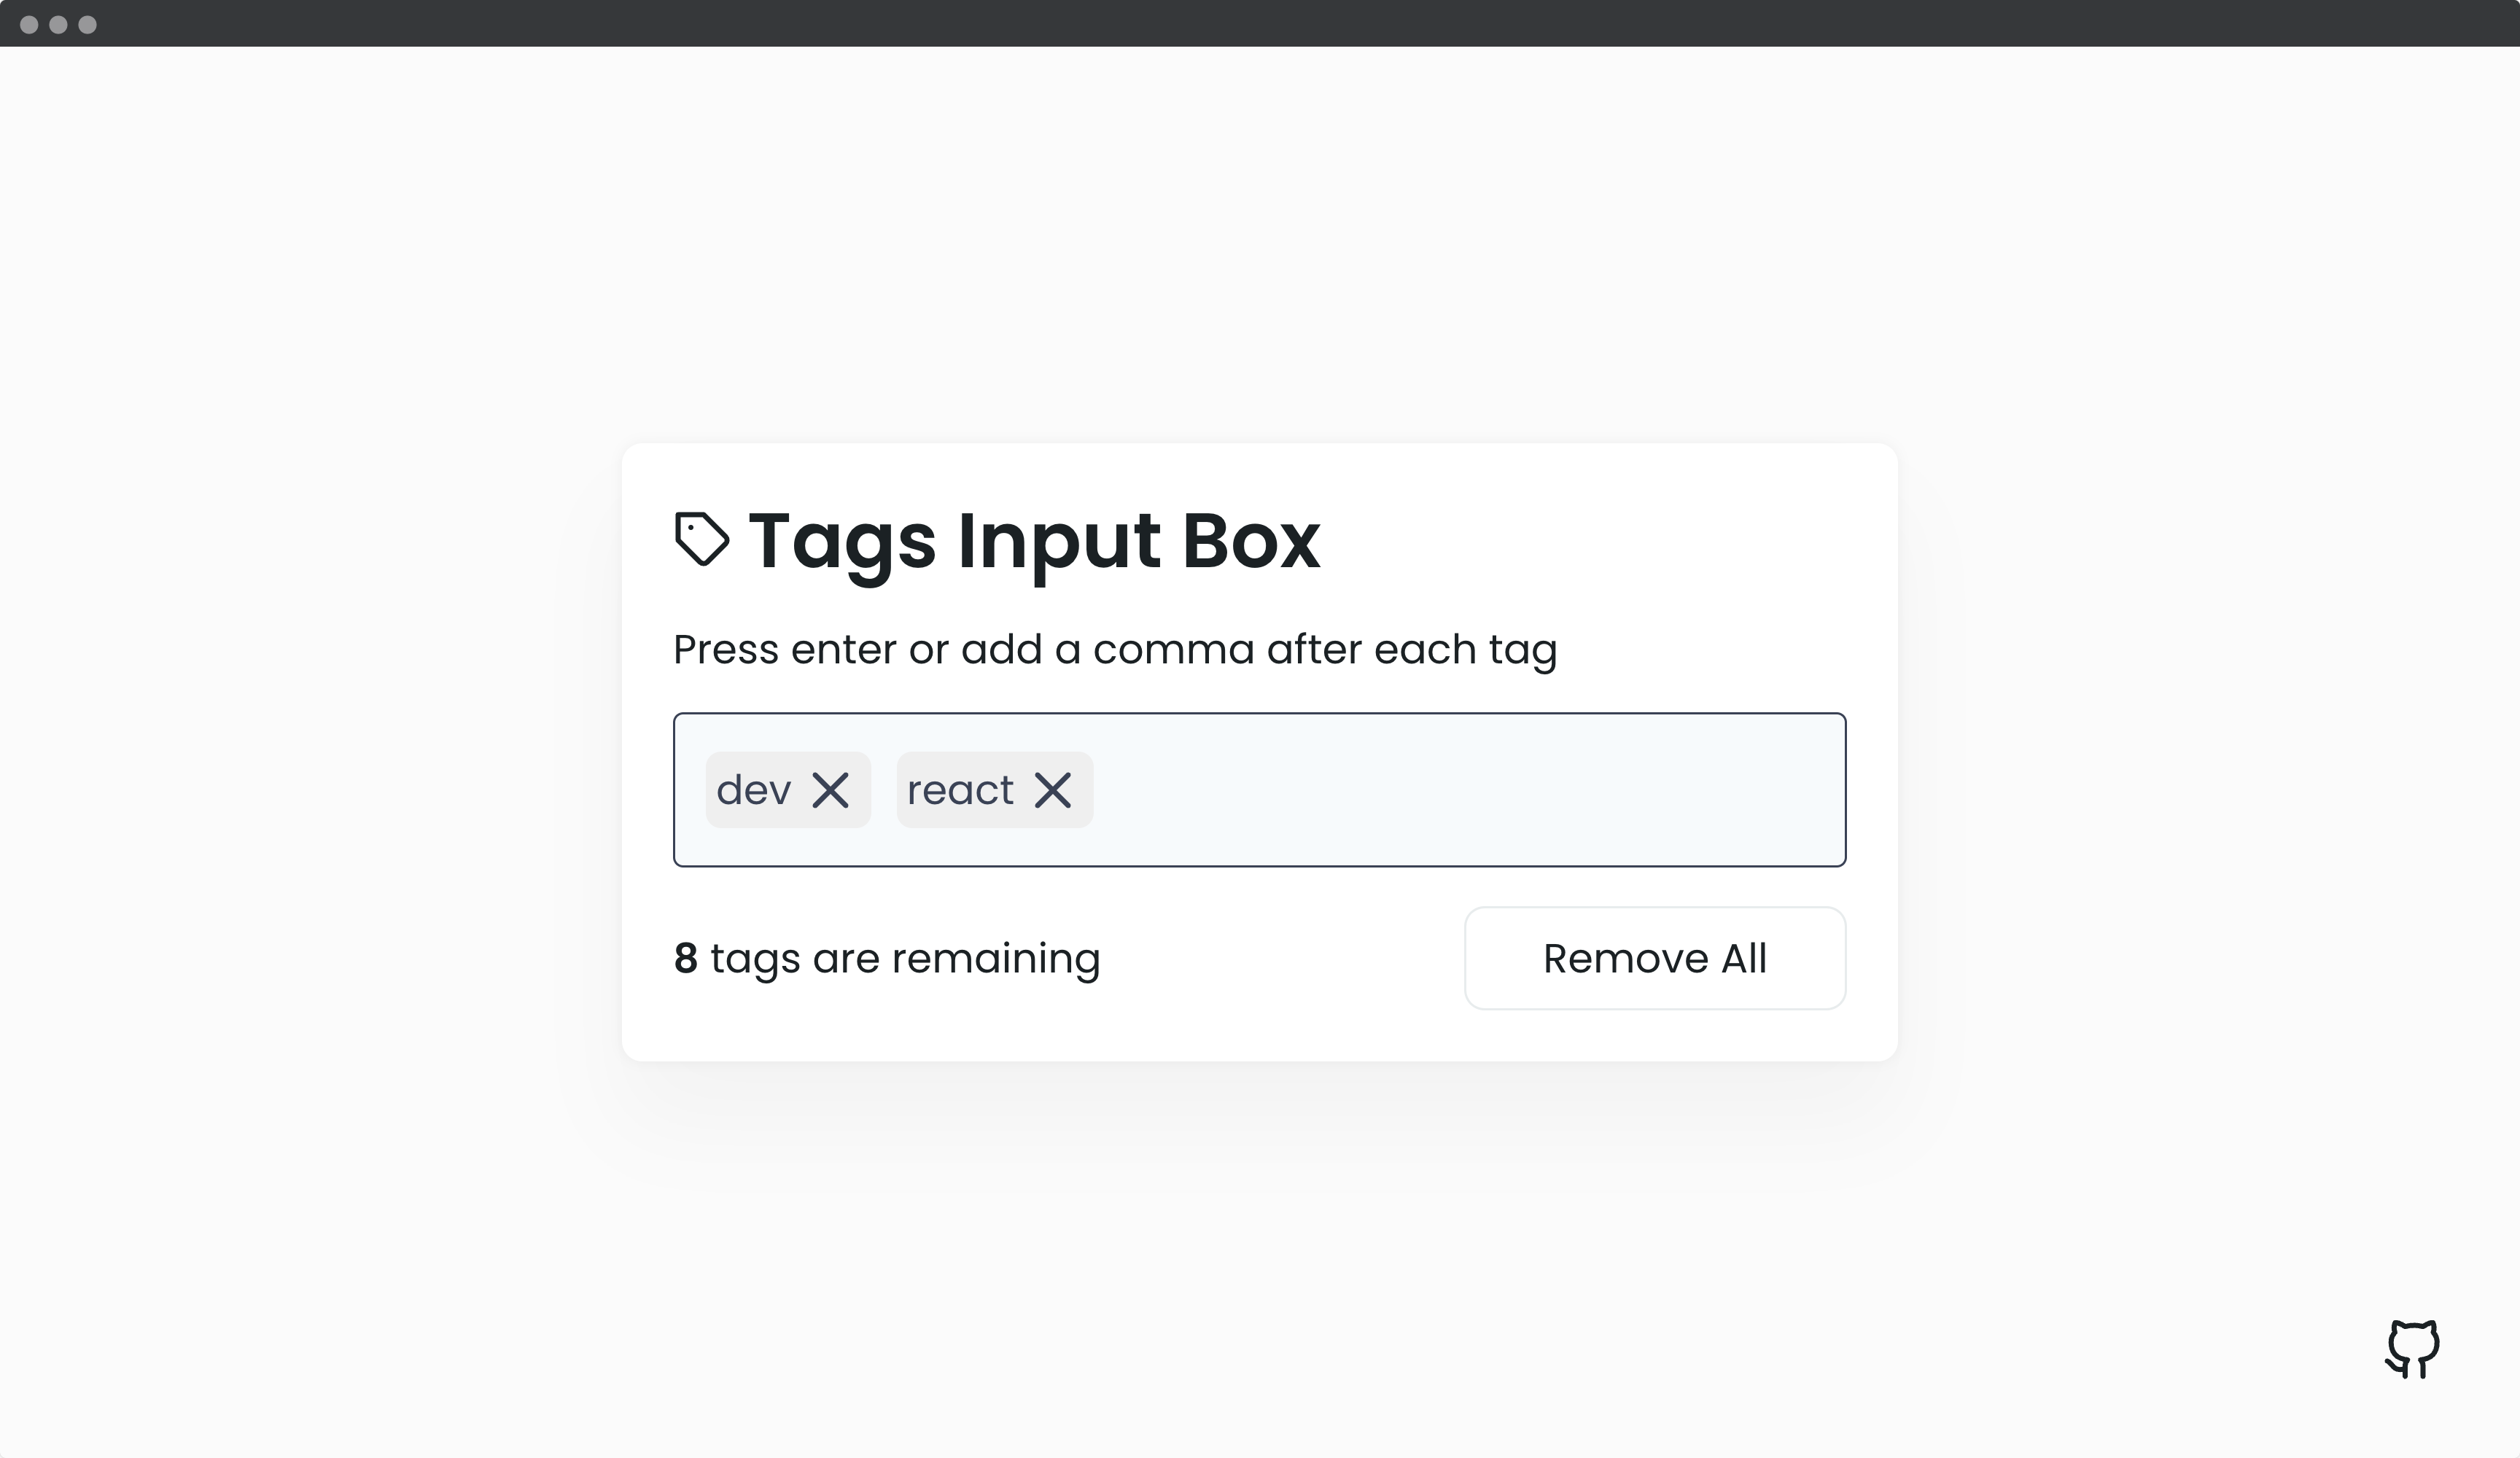 Tags Input Box
Press enter or add a comma after each tag
dev react
8 tags are remaining
Remove All